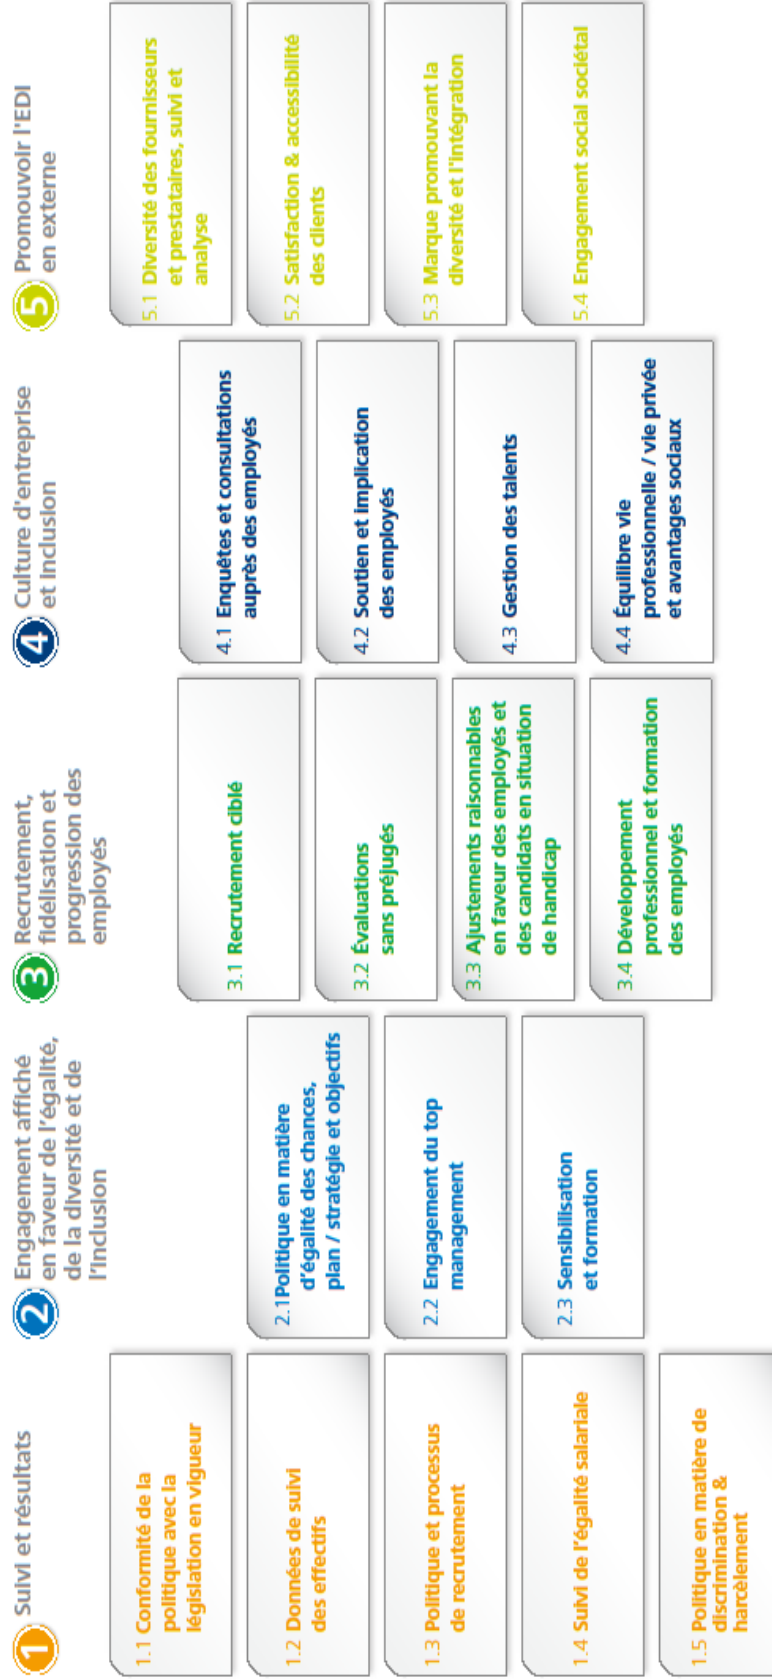 1 Suivi et résultats
1.1 Conformité de la
politique avec la
législation en vigueur
1.2 Données de suivi
des effectifs
1.3 Politique et processus
de recrutement
1.4 Suivi de l'égalité salariale
1.5 Politique en matière de
discrimination &
harcèlement
2 Engagement affiché
en faveur de l'égalité,
de la diversité et de
l'inclusion
2.1Politique en matière
d'égalité des chances,
plan / stratégie et objectifs
2.2 Engagement du top
management
2.3 Sensibilisation
et formation
3 Recrutement,
fidélisation et
progression des
employés
3.1 Recrutement ciblé
3.2 Évaluations
sans préjugés
3.3 Ajustements raisonnables
en faveur des employés et
des candidats en situation
de handicap
3.4 Développement
professionnel et formation
des employés
4 Culture d'entreprise
et inclusion
4.1 Enquêtes et consultations
auprès des employés
4.2 Soutien et implication
des employés
4.3 Gestion des talents
4.4 Équilibre vie
professionnelle / vie privée
et avantages sociaux
5 Promouvoir l'EDI
en externe
5.1 Diversité des fournisseurs
et prestataires, suivi et
analyse
5.2 Satisfaction & accessibilité
des clients
5.3 Marque promouvant la
diversité et l'intégration
5.4 Engagement social sociétal